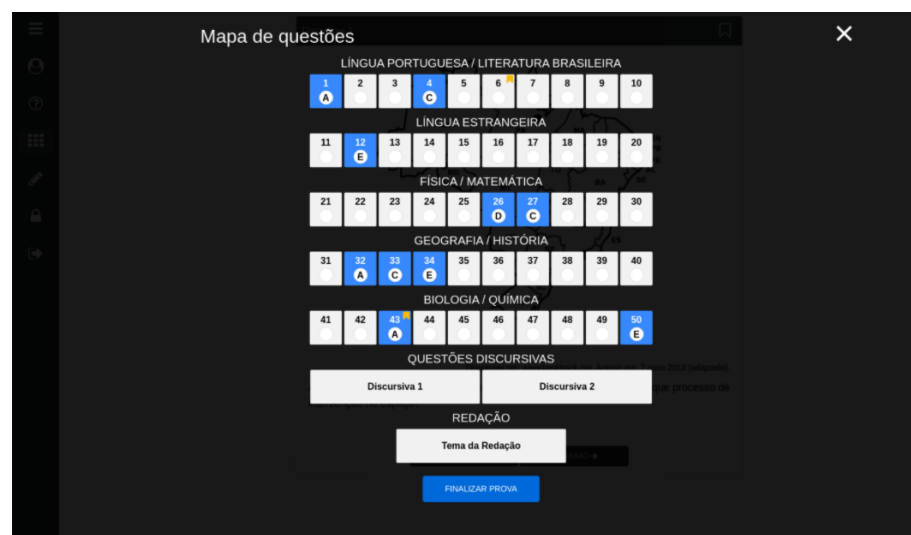 Mapa de questões
LÍNGUA PORTUGUESA / LITERATURA BRASILEIRA
1 2 3 4 5 6 7 8 9 10
A C
LÍNGUA ESTRANGEIRA
11 12 13 14 15 16 17 18 19 20
E
FÍSICA / MATEMÁTICA
21 22 23 24 25 26 27 28 29 30
D C
GEOGRAFIA / HISTÓRIA
31 32 33 34 35 36 37 38 39 40
A C E
BIOLOGIA / QUÍMICA
41 42 43 44 45 46 47 48 49 50
A E
QUESTÕES DISCURSIVAS
Discursiva 1 Discursiva 2
que processo de
REDAÇÃO
Tema da Redação
FINALIZAR PROVA